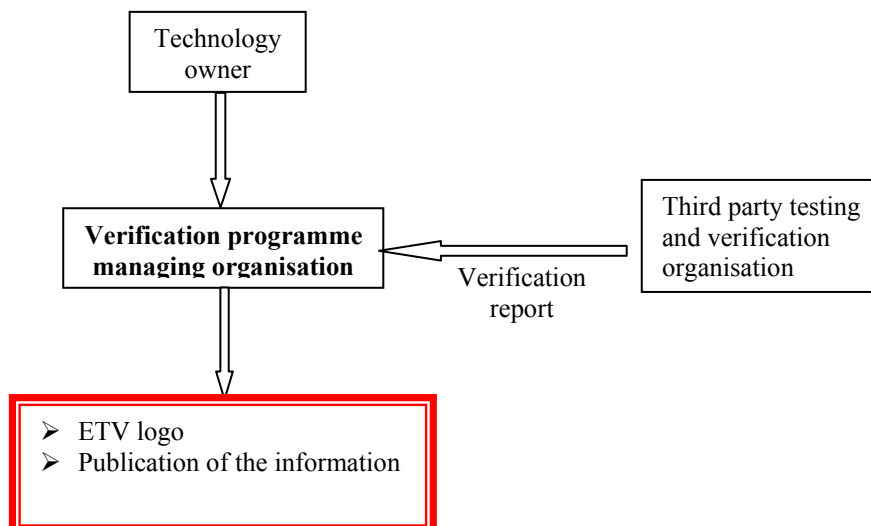 Technology
owner
Verification programme
managing organisation
Third party testing
and verification
organisation
Verification
report
➢ ETV logo
➢ Publication of the information